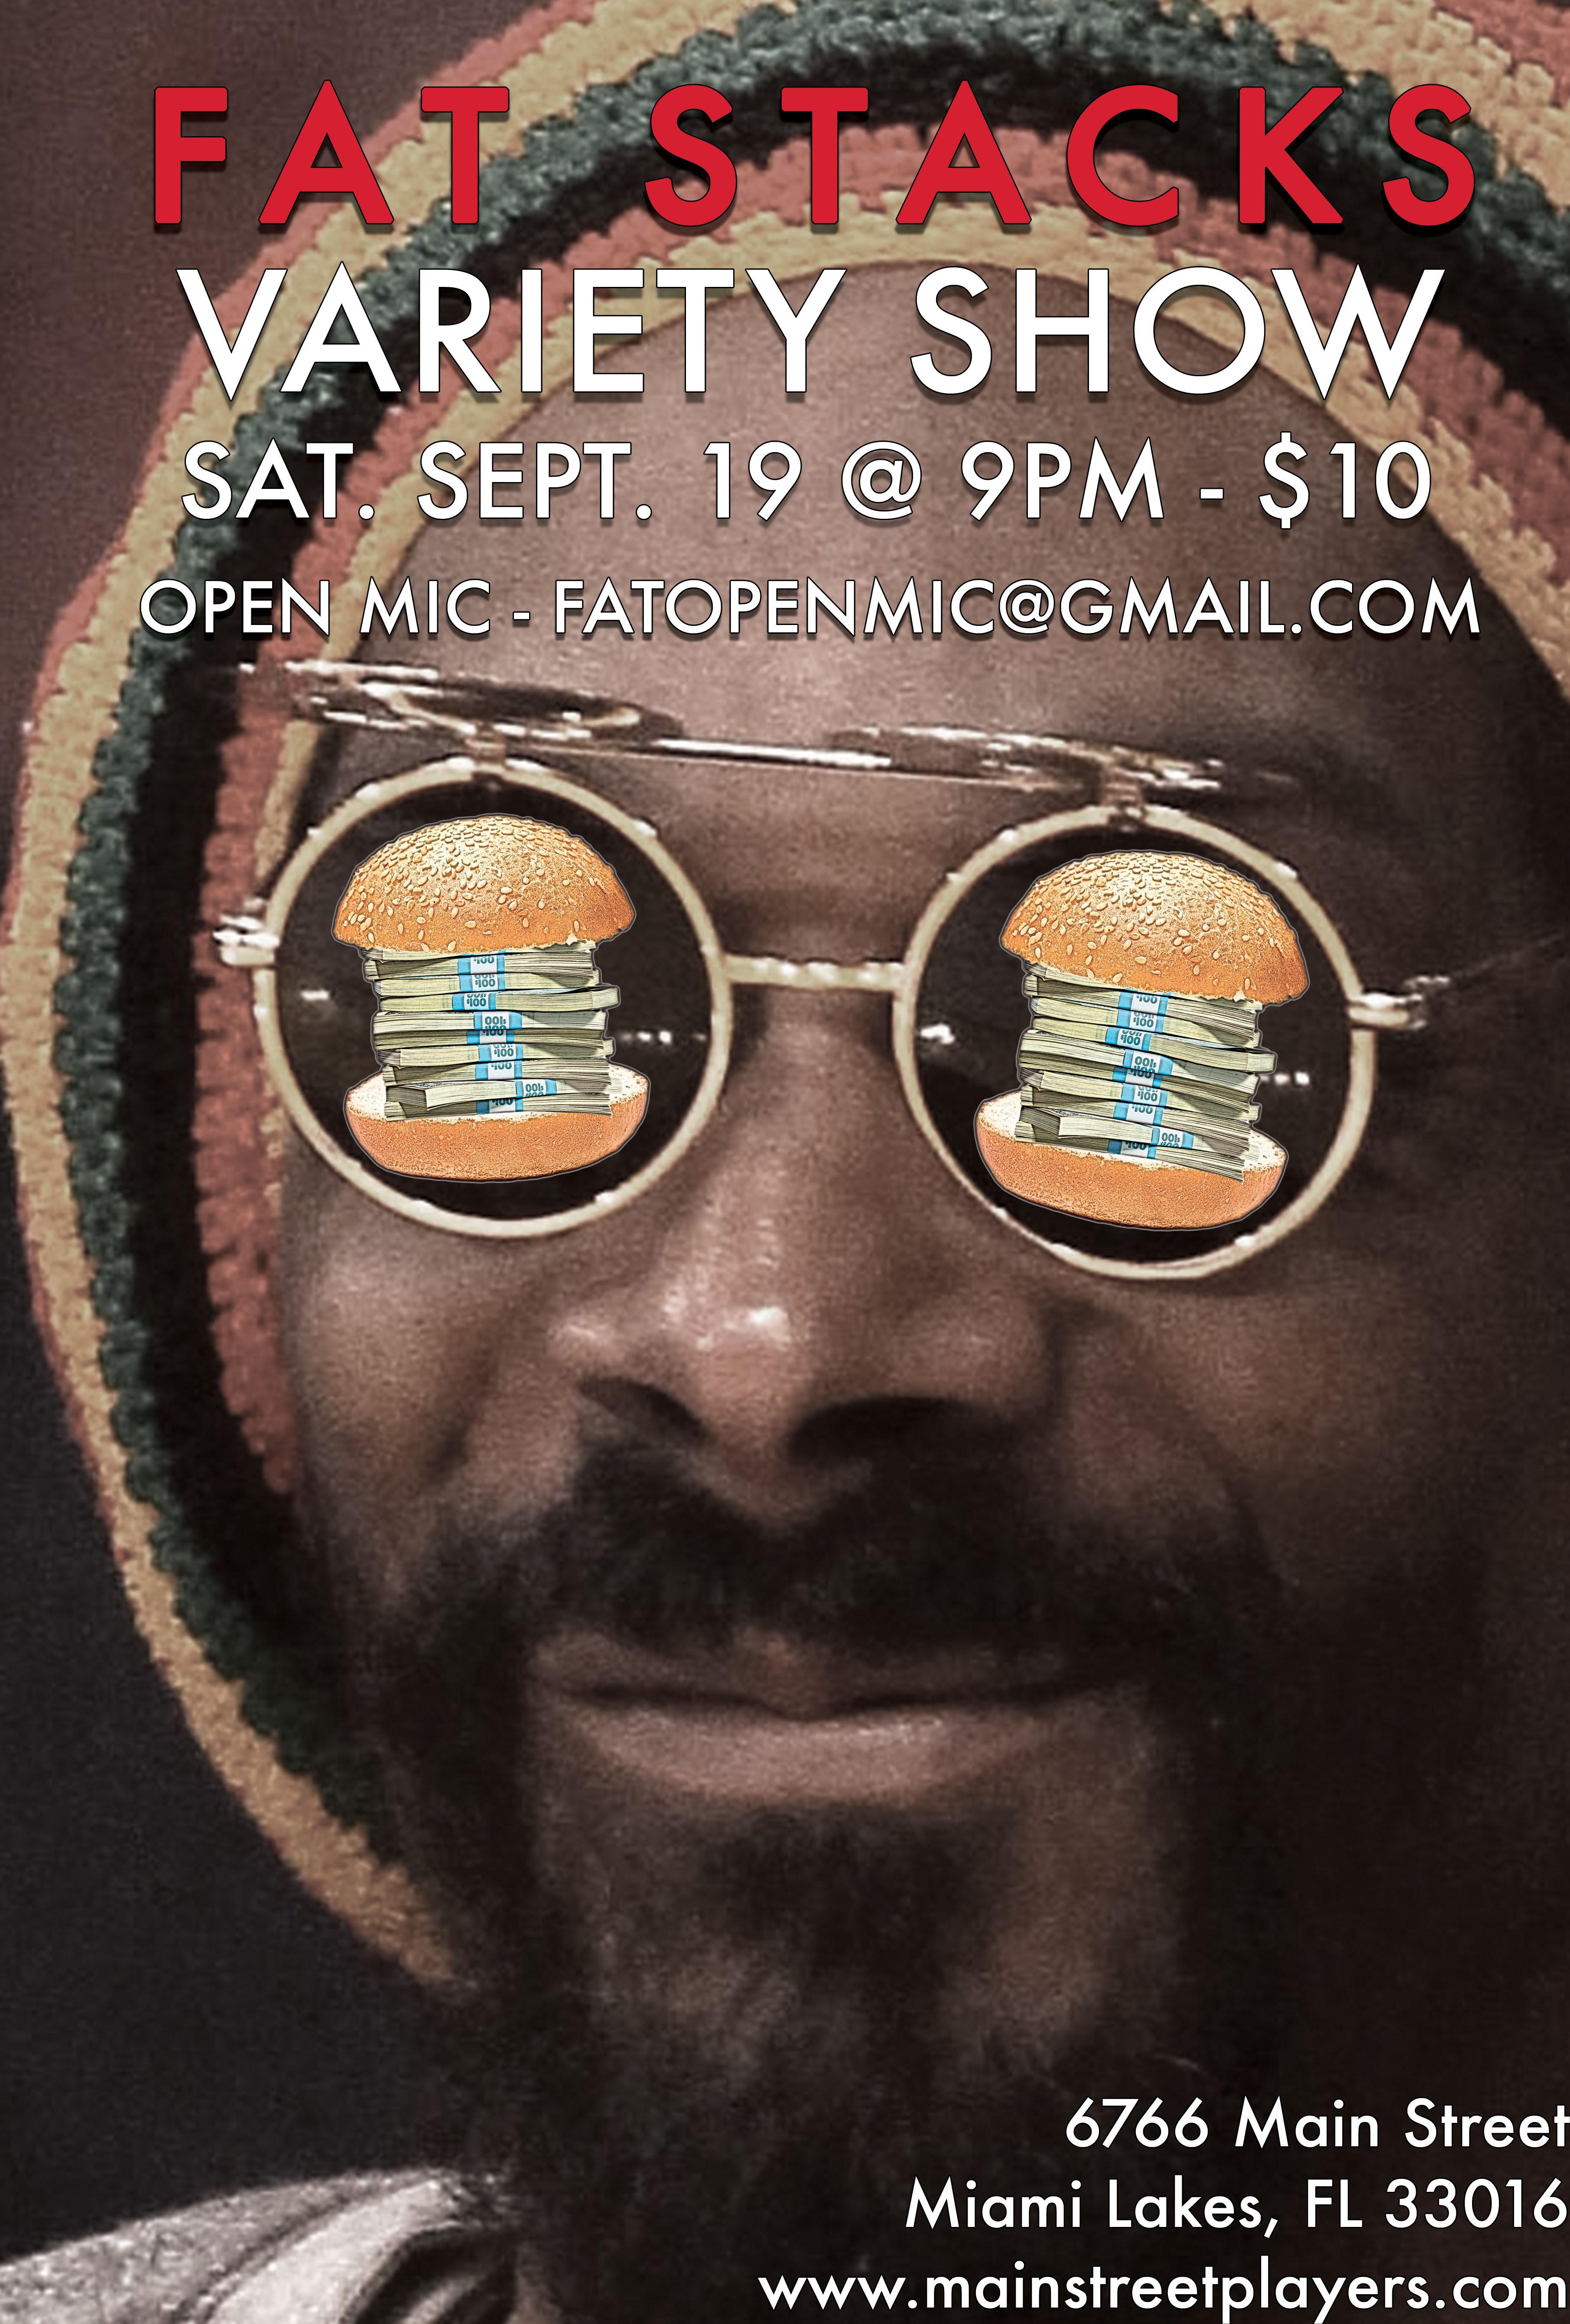 FAT STACKS
VARIETY SHOW
SAT. SEPT. 19 @ 9PM - $10
OPEN MIC - FATOPENMIC@GMAIL.COM
6766 Main Street
Miami Lakes, FL 33016
www.mainstreetplayers.com